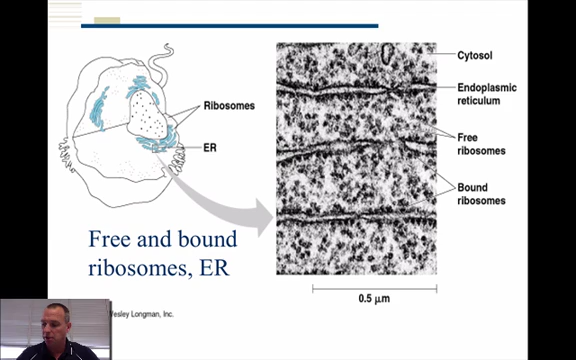 Cytosol
Endoplasmic
reticulum
Ribosomes
Free
ribosomes
ER
Bound
ribosomes
Free and bound
ribosomes, ER
0.5 µm
Wesley Longman, Inc.